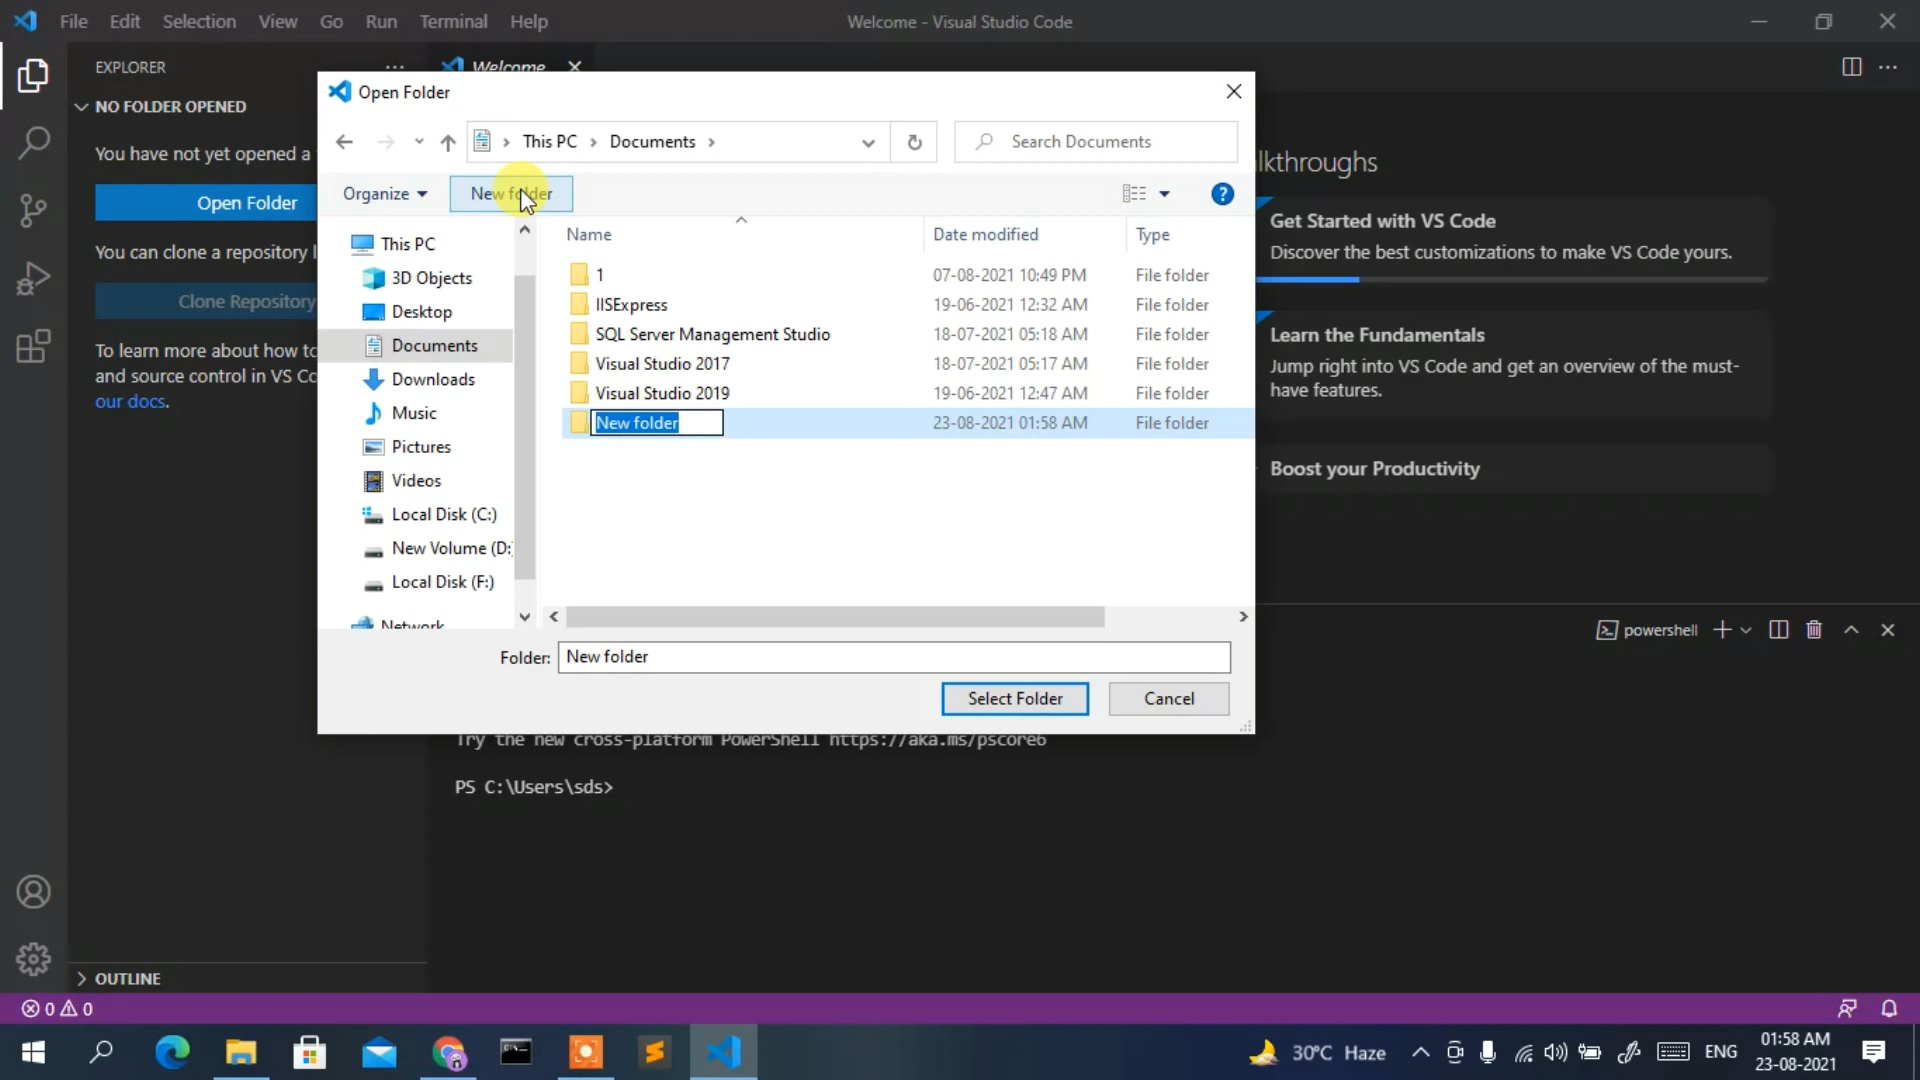 File Edit Selection View Go Run Terminal Help
Welcome - Visual Studio Code
EXPLORER
Welcome
NO FOLDER OPENED
You have not yet opened a
Open Folder
You can clone a repository l
Clone Repository
To learn more about how to
and source control in VS Co
our docs.
OUTLINE
Open Folder
This PC > Documents >
Search Documents
Organize
New folder
Name
Date modified
Type
This PC
3D Objects
Desktop
Documents
Downloads
Music
Pictures
Videos
Local Disk (C:)
New Volume (D:
Local Disk (F:)
Network
1 07-08-2021 10:49 PM File folder
IISExpress 19-06-2021 12:32 AM File folder
SQL Server Management Studio 18-07-2021 05:18 AM File folder
Visual Studio 2017 18-07-2021 05:17 AM File folder
Visual Studio 2019 19-06-2021 12:47 AM File folder
New folder 23-08-2021 01:58 AM File folder
Folder: New folder
Select Folder
Cancel
lkthroughs
Get Started with VS Code
Discover the best customizations to make VS Code yours.
Learn the Fundamentals
Jump right into VS Code and get an overview of the must-
have features.
Boost your Productivity
powershell
Try the new cross-platform PowerShell https://aka.ms/pscore6
PS C:\Users\sds>
0 0
30°C Haze
ENG
01:58 AM
23-08-2021